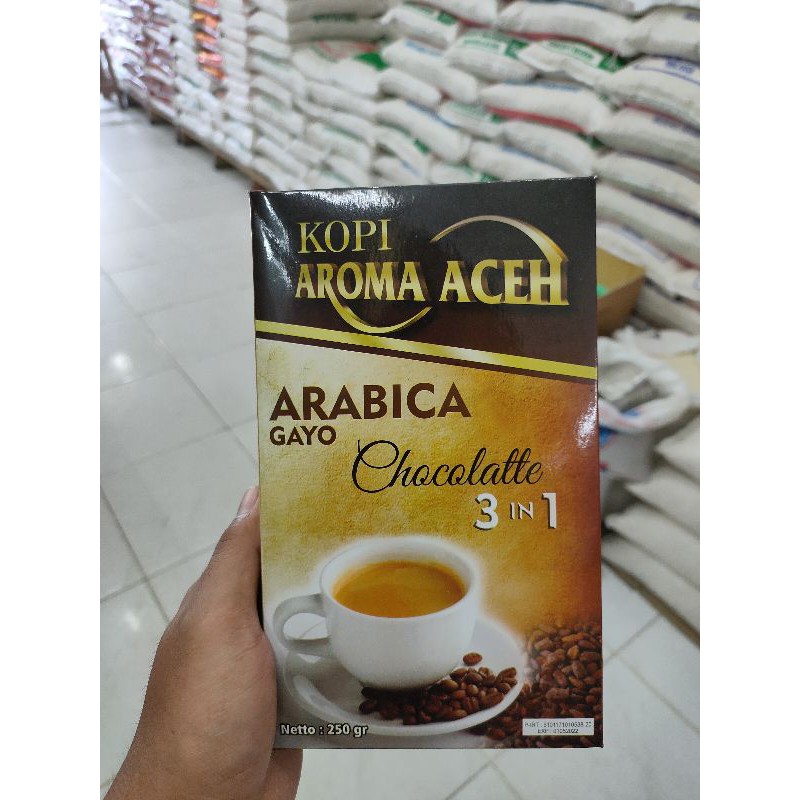 KOPI
AROMA ACEH
ARABICA
GAYO
Chocolatte
3 IN 1
Netto : 250 gr